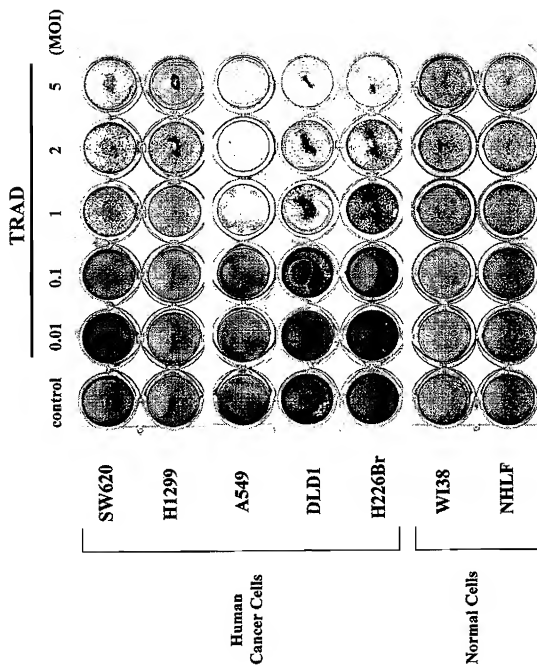 TRAD
control 0.01 0.1 1 2 5 (MOI)
SW620
H1299
A549
DLD1
H226Br
WI38
NHLF
Human
Cancer Cells
Normal Cells